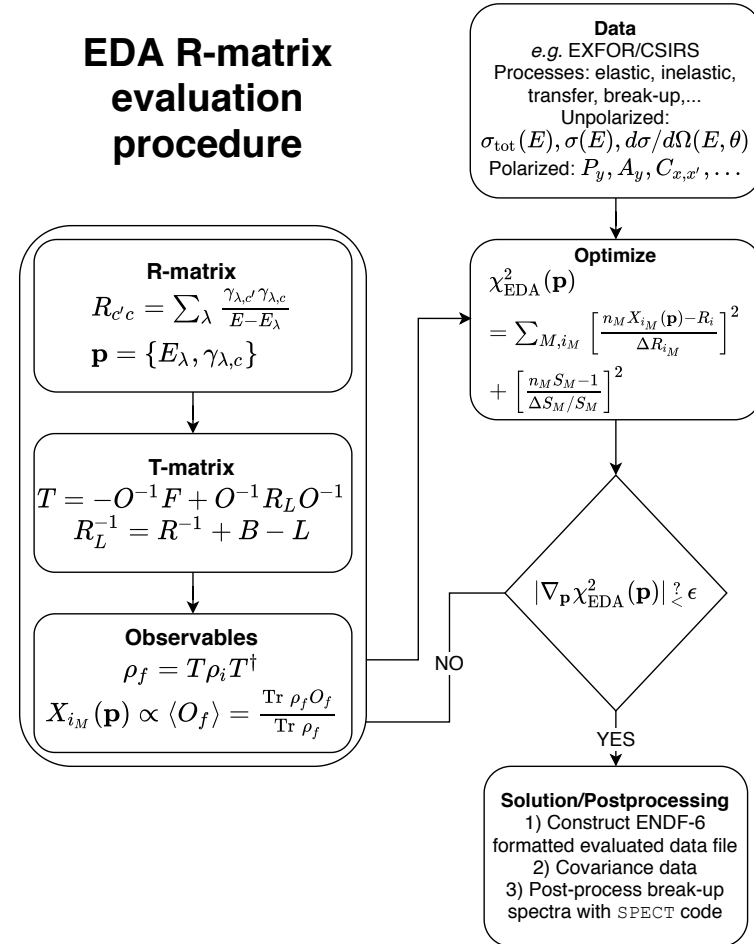 EDA R-matrix
evaluation
procedure
Data
e.g. EXFOR/CSIRS
Processes: elastic, inelastic,
transfer, break-up,...
Unpolarized:
σ_tot(E), σ(E), dσ/dΩ(E, θ)
Polarized: P_y, A_y, C_{x,x′}, …
R-matrix
R_{c′c} = ∑_λ γ_{λ,c′}γ_{λ,c} / (E−E_λ)
p = {E_λ, γ_{λ,c}}
T-matrix
T = −O⁻¹F + O⁻¹R_L O⁻¹
R_L⁻¹ = R⁻¹ + B − L
Observables
ρ_f = Tρ_iT†
X_{i_M}(p) ∝ ⟨O_f⟩ = Tr ρ_f O_f / Tr ρ_f
Optimize
χ²_EDA(p)
= ∑_{M,i_M} [(n_M X_{i_M}(p)−R_i) / ΔR_{i_M}]²
+ [(n_M S_M−1) / (ΔS_M/S_M)]²
|∇_p χ²_EDA(p)| ?< ϵ
NO
YES
Solution/Postprocessing
1) Construct ENDF-6
formatted evaluated data file
2) Covariance data
3) Post-process break-up
spectra with SPECT code